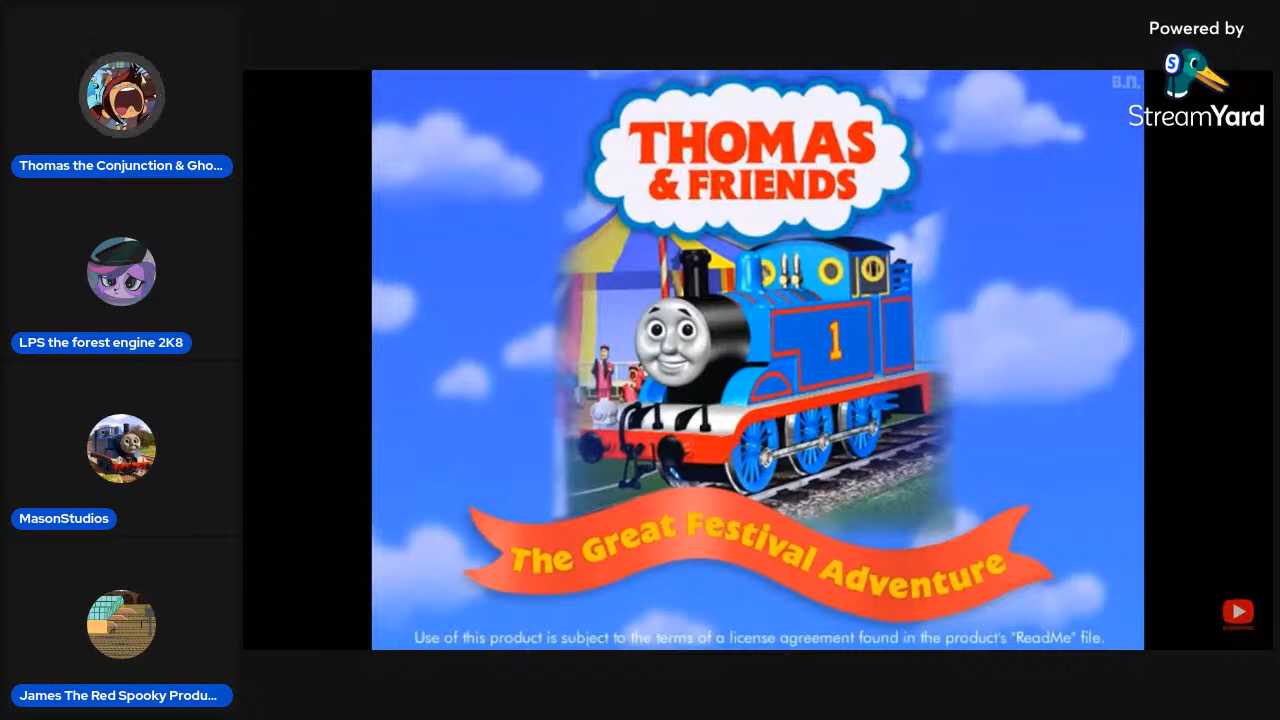 Powered by
S
StreamYard
Thomas the Conjunction & Gho...
LPS the forest engine 2K8
MasonStudios
James The Red Spooky Produ...
B.N.
THOMAS
& FRIENDS
1
The Great Festival Adventure
Use of this product is subject to the terms of a license agreement found in the product's "ReadMe" file.